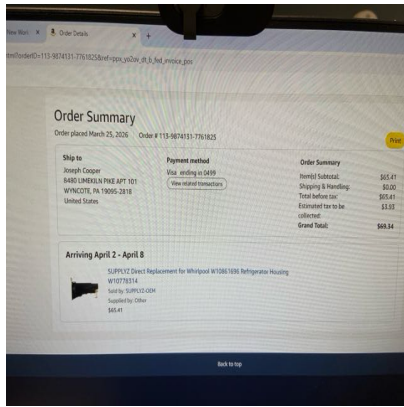 Order Details
+
Order Summary
Order placed March 25, 2026 Order # 113-9874131-7761825
Print
Ship to
Joseph Cooper
8480 LIMEKILN PIKE APT 101
WYNCOTE, PA 19095-2818
United States
Payment method
Visa ending in 0499
View related transactions
Order Summary
Item(s) Subtotal: $65.41
Shipping & Handling: $0.00
Total before tax: $65.41
Estimated tax to be collected: $3.93
Grand Total: $69.34
Arriving April 2 - April 8
SUPPLYZ Direct Replacement for Whirlpool W10861696 Refrigerator Housing
W10778314
Sold by: SUPPLYZ-OEM
Supplied by: Other
$65.41
Back to top